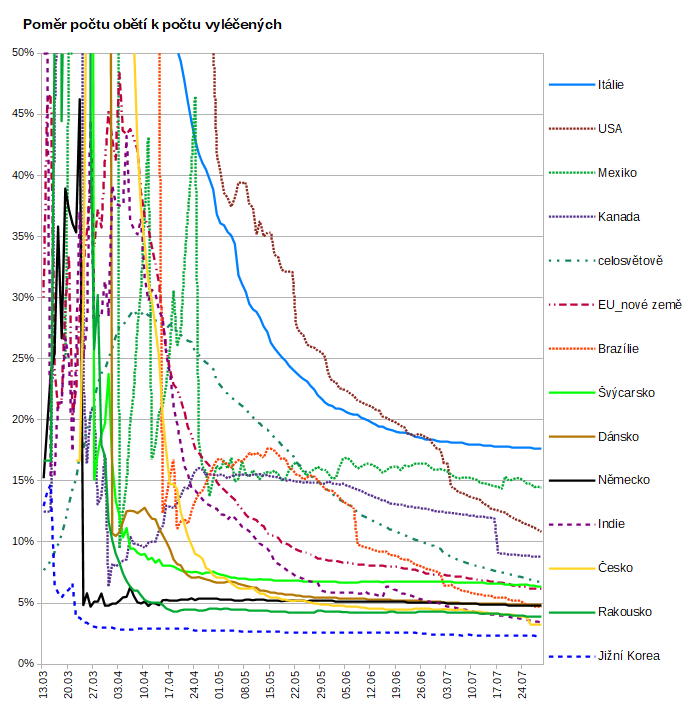 Poměr počtu obětí k počtu vyléčených
50%
45%
40%
35%
30%
25%
20%
15%
10%
5%
0%
13.03
20.03
27.03
03.04
10.04
17.04
24.04
01.05
08.05
15.05
22.05
29.05
05.06
12.06
19.06
26.06
03.07
10.07
17.07
24.07
Itálie
USA
Mexiko
Kanada
celosvětově
EU_nové země
Brazílie
Švýcarsko
Dánsko
Německo
Indie
Česko
Rakousko
Jižní Korea